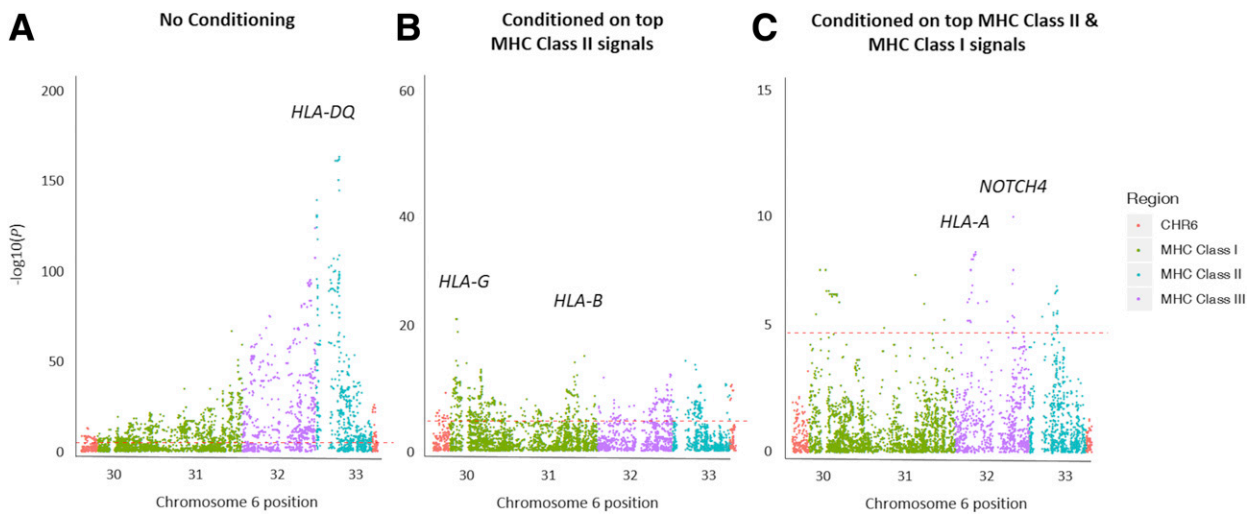 A
No Conditioning
200
150
100
50
0
-log10(P)
HLA-DQ
30 31 32 33
Chromosome 6 position
B
Conditioned on top
MHC Class II signals
60
40
20
0
HLA-G
HLA-B
30 31 32 33
Chromosome 6 position
C
Conditioned on top MHC Class II &
MHC Class I signals
15
10
5
0
NOTCH4
HLA-A
30 31 32 33
Chromosome 6 position
Region
CHR6
MHC Class I
MHC Class II
MHC Class III